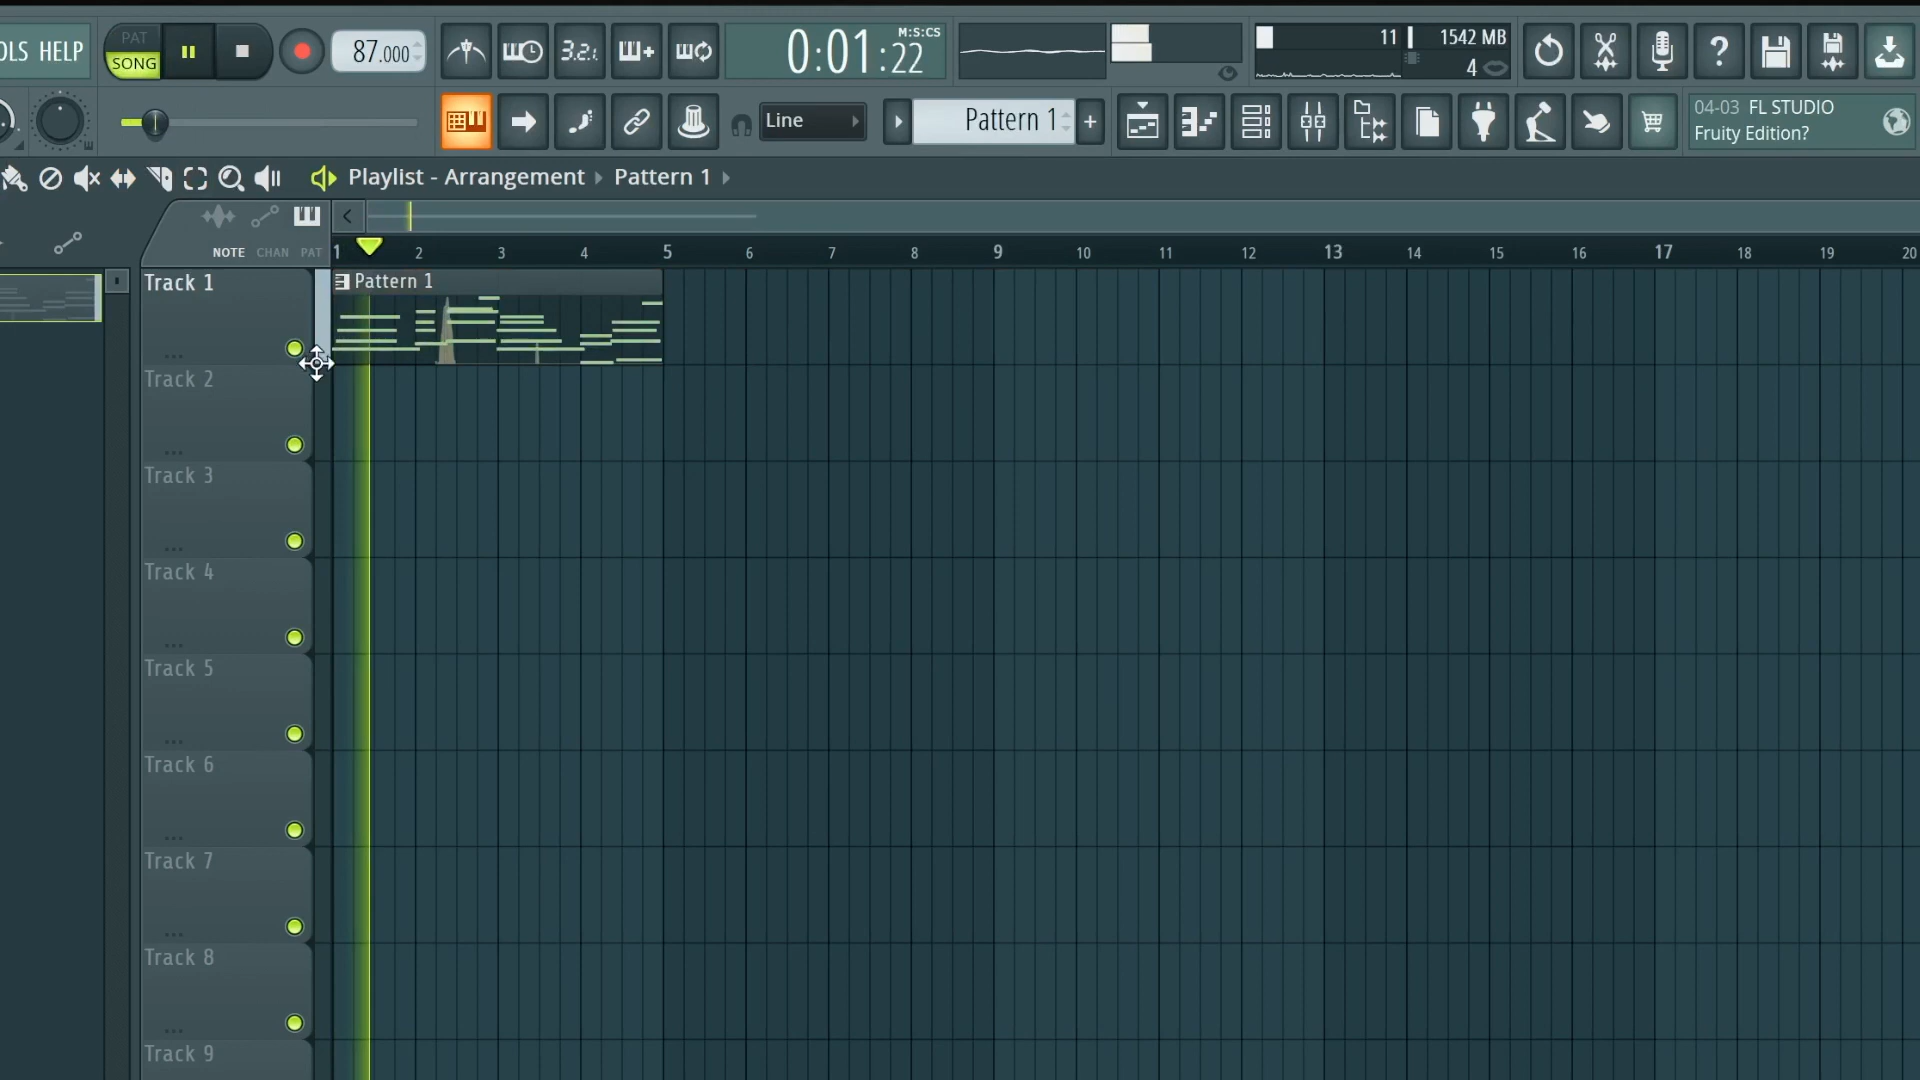 OLS HELP
PAT
SONG
87.000
3.2.
M:S:CS
0:01:22
11
1542 MB
4
Line
Pattern 1
+
?
04-03 FL STUDIO
Fruity Edition?
Playlist - Arrangement
Pattern 1
NOTE CHAN PAT
1 2 3 4 5 6 7 8 9 10 11 12 13 14 15 16 17 18 19 20
Track 1
Pattern 1
Track 2
Track 3
Track 4
Track 5
Track 6
Track 7
Track 8
Track 9